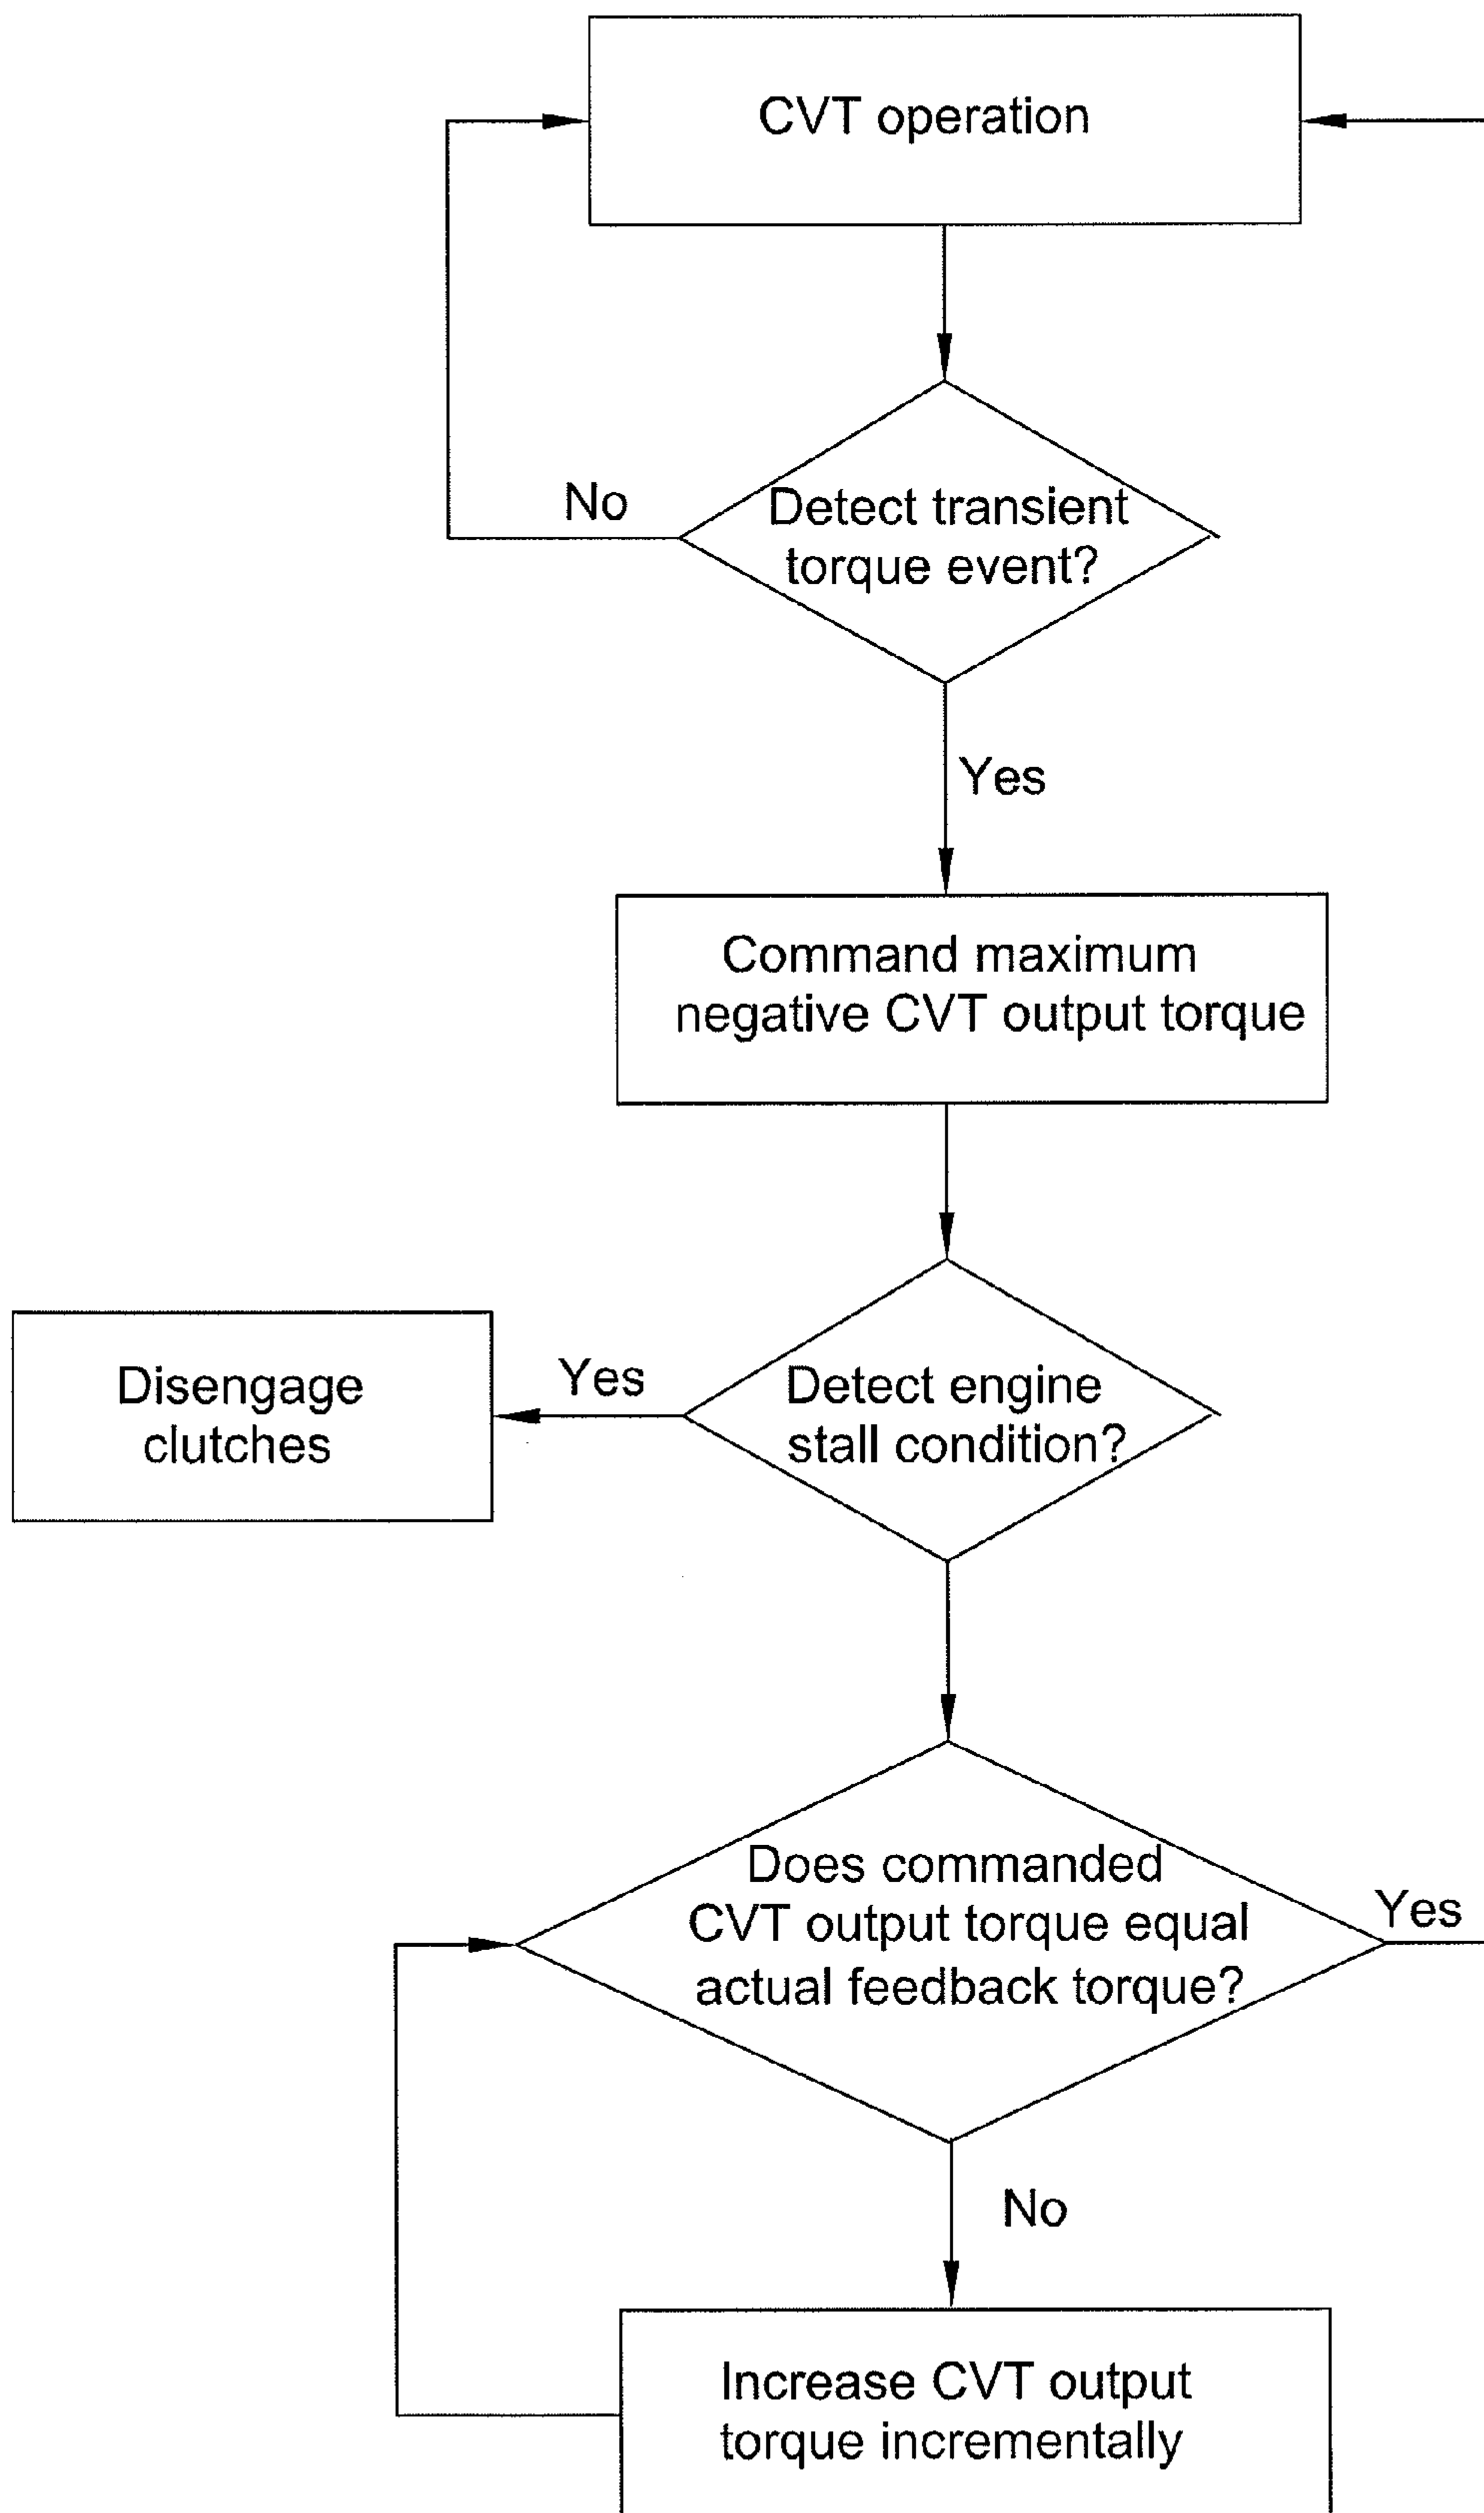 CVT operation
No
Detect transient
torque event?
Yes
Command maximum
negative CVT output torque
Disengage
clutches
Yes
Detect engine
stall condition?
Does commanded
CVT output torque equal
actual feedback torque?
Yes
No
Increase CVT output
torque incrementally